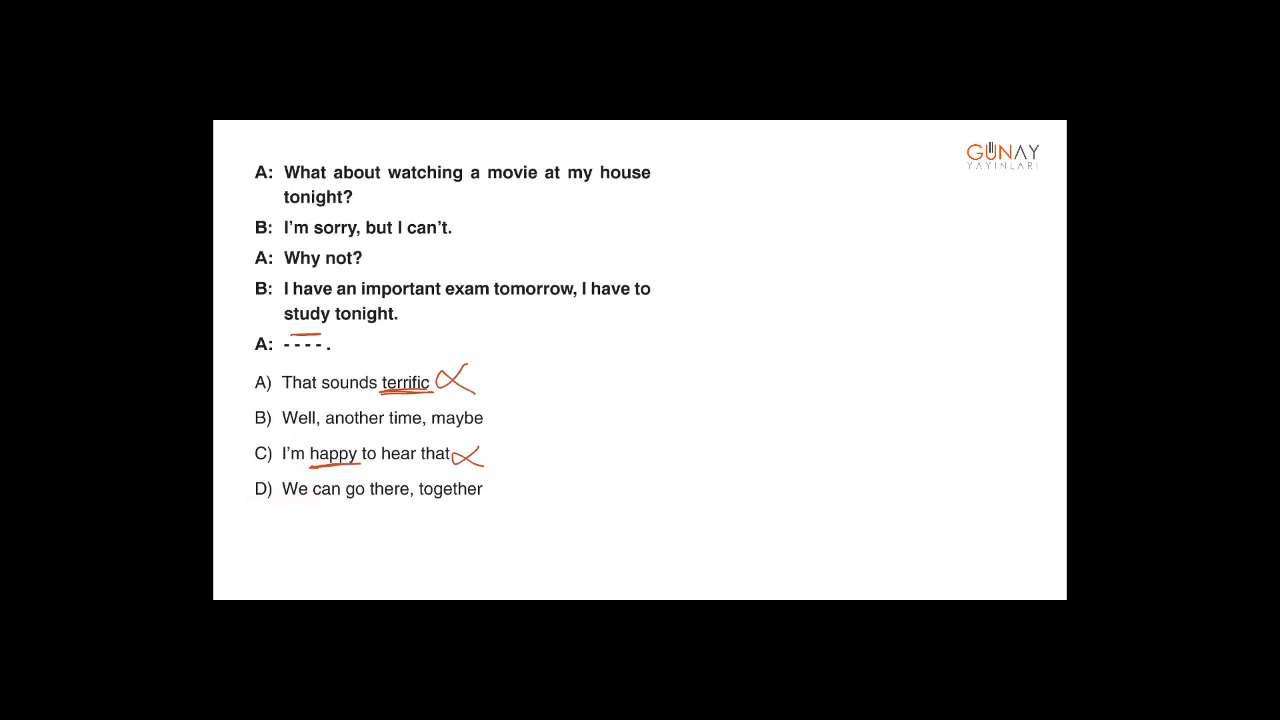 GÜNAY
YAYINLARI
A: What about watching a movie at my house
tonight?
B: I'm sorry, but I can't.
A: Why not?
B: I have an important exam tomorrow, I have to
study tonight.
A: - - - - .
A) That sounds terrific
B) Well, another time, maybe
C) I'm happy to hear that
D) We can go there, together